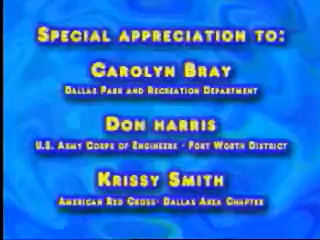 SPECIAL APPRECIATION TO:
CAROLYN BRAY
DALLAS PARK AND RECREATION DEPARTMENT
DON HARRIS
U.S. ARMY CORPS OF ENGINEERS - FORT WORTH DISTRICT
KRISSY SMITH
AMERICAN RED CROSS- DALLAS AREA CHAPTER